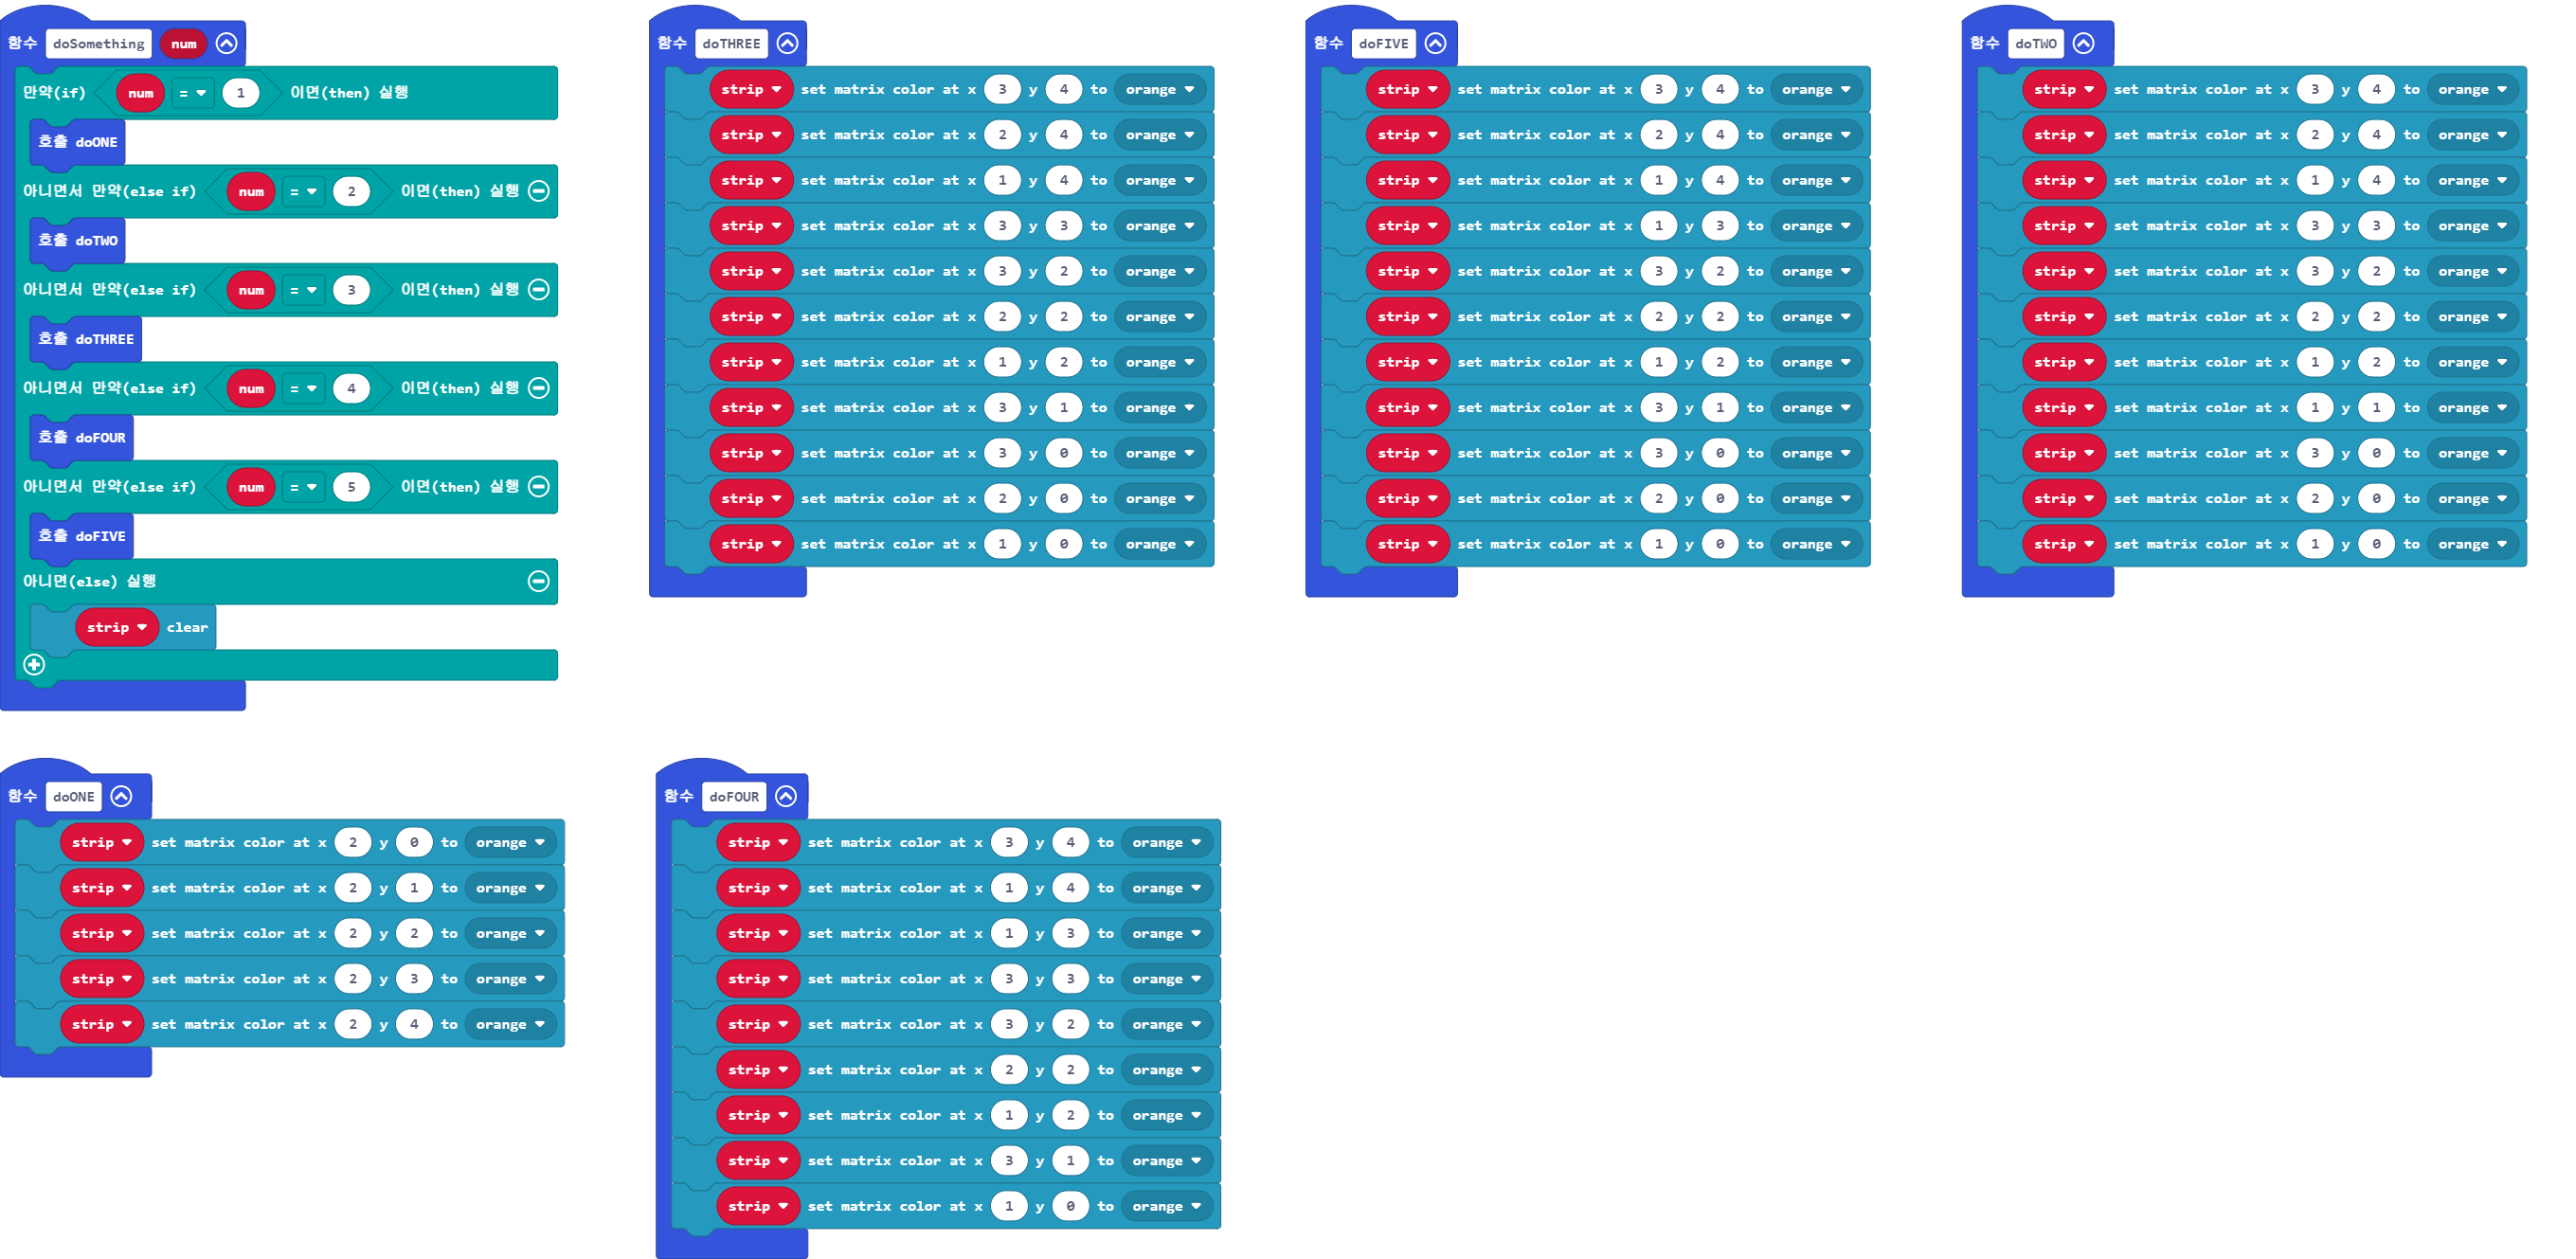 함수 doSomething num
만약(if) num = 1 이면(then) 실행
호출 doONE
아니면서 만약(else if) num = 2 이면(then) 실행
호출 doTWO
아니면서 만약(else if) num = 3 이면(then) 실행
호출 doTHREE
아니면서 만약(else if) num = 4 이면(then) 실행
호출 doFOUR
아니면서 만약(else if) num = 5 이면(then) 실행
호출 doFIVE
아니면(else) 실행
strip clear
함수 doTHREE
strip set matrix color at x 3 y 4 to orange
strip set matrix color at x 2 y 4 to orange
strip set matrix color at x 1 y 4 to orange
strip set matrix color at x 3 y 3 to orange
strip set matrix color at x 3 y 2 to orange
strip set matrix color at x 2 y 2 to orange
strip set matrix color at x 1 y 2 to orange
strip set matrix color at x 3 y 1 to orange
strip set matrix color at x 3 y 0 to orange
strip set matrix color at x 2 y 0 to orange
strip set matrix color at x 1 y 0 to orange
함수 doFIVE
strip set matrix color at x 3 y 4 to orange
strip set matrix color at x 2 y 4 to orange
strip set matrix color at x 1 y 4 to orange
strip set matrix color at x 1 y 3 to orange
strip set matrix color at x 3 y 2 to orange
strip set matrix color at x 2 y 2 to orange
strip set matrix color at x 1 y 2 to orange
strip set matrix color at x 3 y 1 to orange
strip set matrix color at x 3 y 0 to orange
strip set matrix color at x 2 y 0 to orange
strip set matrix color at x 1 y 0 to orange
함수 doTWO
strip set matrix color at x 3 y 4 to orange
strip set matrix color at x 2 y 4 to orange
strip set matrix color at x 1 y 4 to orange
strip set matrix color at x 3 y 3 to orange
strip set matrix color at x 3 y 2 to orange
strip set matrix color at x 2 y 2 to orange
strip set matrix color at x 1 y 2 to orange
strip set matrix color at x 1 y 1 to orange
strip set matrix color at x 3 y 0 to orange
strip set matrix color at x 2 y 0 to orange
strip set matrix color at x 1 y 0 to orange
함수 doONE
strip set matrix color at x 2 y 0 to orange
strip set matrix color at x 2 y 1 to orange
strip set matrix color at x 2 y 2 to orange
strip set matrix color at x 2 y 3 to orange
strip set matrix color at x 2 y 4 to orange
함수 doFOUR
strip set matrix color at x 3 y 4 to orange
strip set matrix color at x 1 y 4 to orange
strip set matrix color at x 1 y 3 to orange
strip set matrix color at x 3 y 3 to orange
strip set matrix color at x 3 y 2 to orange
strip set matrix color at x 2 y 2 to orange
strip set matrix color at x 1 y 2 to orange
strip set matrix color at x 3 y 1 to orange
strip set matrix color at x 1 y 0 to orange